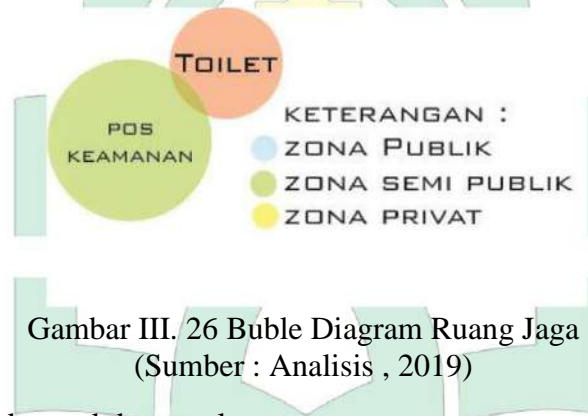 TOILET
POS
KEAMANAN
KETERANGAN :
ZONA PUBLIK
ZONA SEMI PUBLIK
ZONA PRIVAT
Gambar III. 26 Buble Diagram Ruang Jaga
(Sumber : Analisis , 2019)